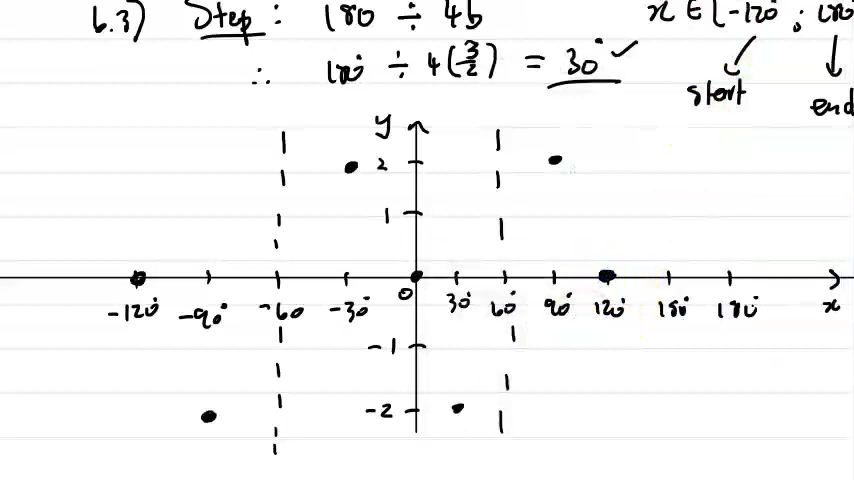 6.3) Step : 180 ÷ 4b x ∈ [-120° ; 180°
∴ 180° ÷ 4(3/2) = 30° ✓
start end
y
2
1
0
-120° -90° -60 -30° 30° 60° 90° 120° 150° 180° x
-1
-2